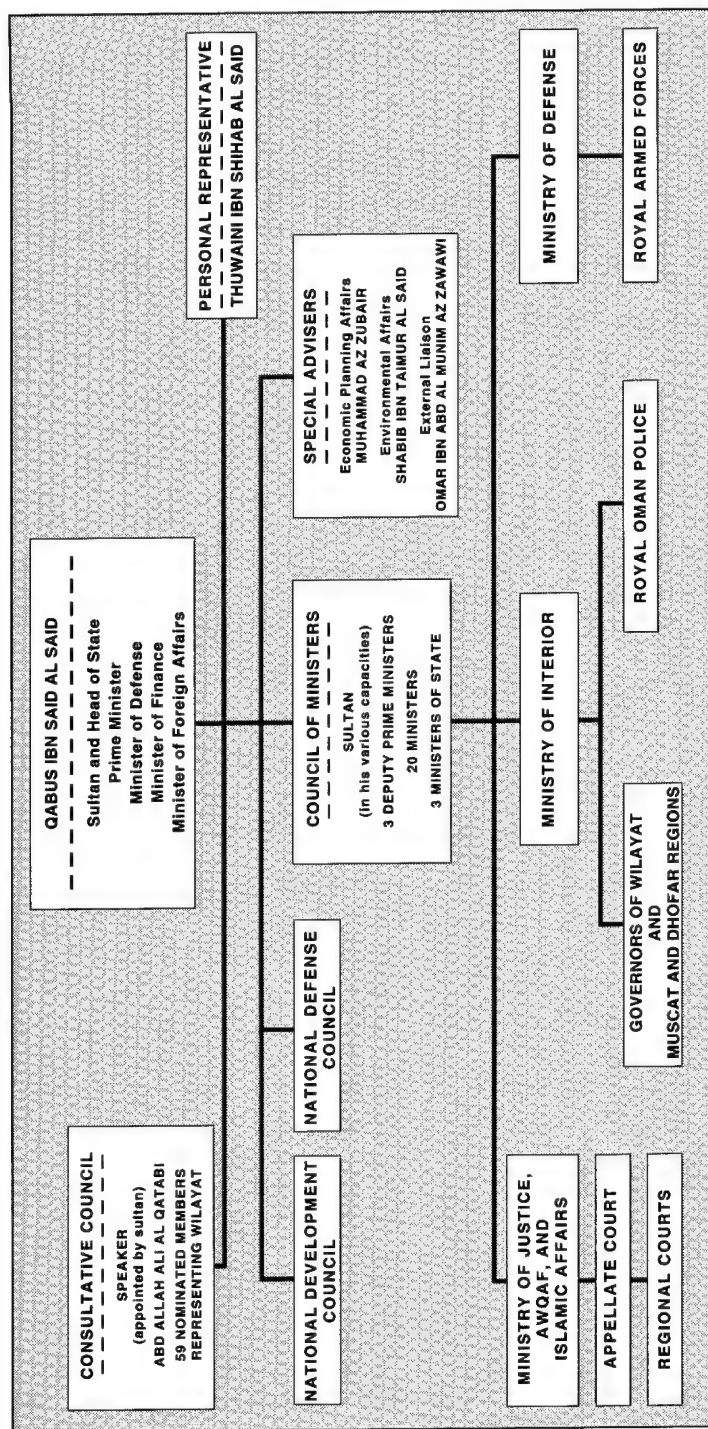 QABUS IBN SAID AL SAID
Sultan and Head of State
Prime Minister
Minister of Defense
Minister of Finance
Minister of Foreign Affairs
CONSULTATIVE COUNCIL
SPEAKER
(appointed by sultan)
ABD ALLAH ALI AL QATABI
59 NOMINATED MEMBERS
REPRESENTING WILAYAT
PERSONAL REPRESENTATIVE
THUWAINI IBN SHIHAB AL SAID
NATIONAL DEVELOPMENT
COUNCIL
NATIONAL DEFENSE
COUNCIL
COUNCIL OF MINISTERS
SULTAN
(in his various capacities)
3 DEPUTY PRIME MINISTERS
20 MINISTERS
3 MINISTERS OF STATE
SPECIAL ADVISERS
Economic Planning Affairs
MUHAMMAD AZ ZUBAIR
Environmental Affairs
SHABIB IBN TAIMUR AL SAID
External Liaison
OMAR IBN ABD AL MUNIM AZ ZAWAWI
MINISTRY OF JUSTICE,
AWQAF, AND
ISLAMIC AFFAIRS
APPELLATE COURT
REGIONAL COURTS
MINISTRY OF INTERIOR
GOVERNORS OF WILAYAT
AND
MUSCAT AND DHOFAR REGIONS
ROYAL OMAN POLICE
MINISTRY OF DEFENSE
ROYAL ARMED FORCES